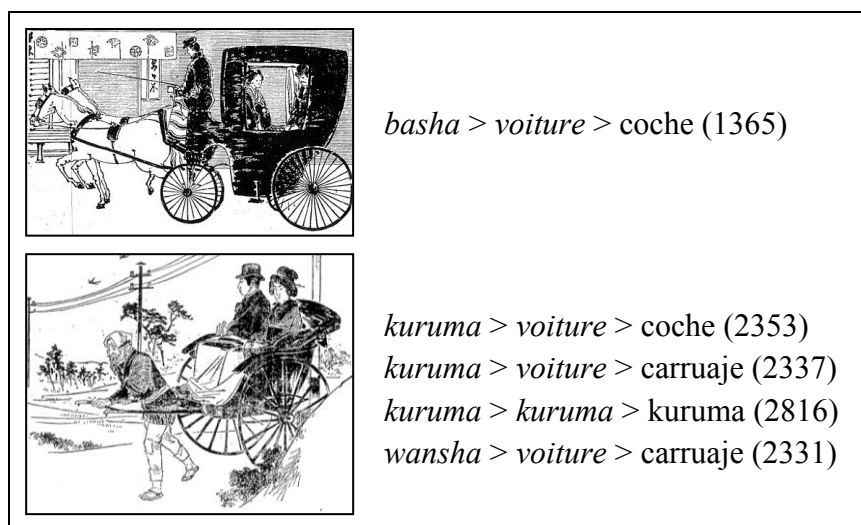 basha > voiture > coche (1365)
kuruma > voiture > coche (2353)
kuruma > voiture > carruaje (2337)
kuruma > kuruma > kuruma (2816)
wansha > voiture > carruaje (2331)